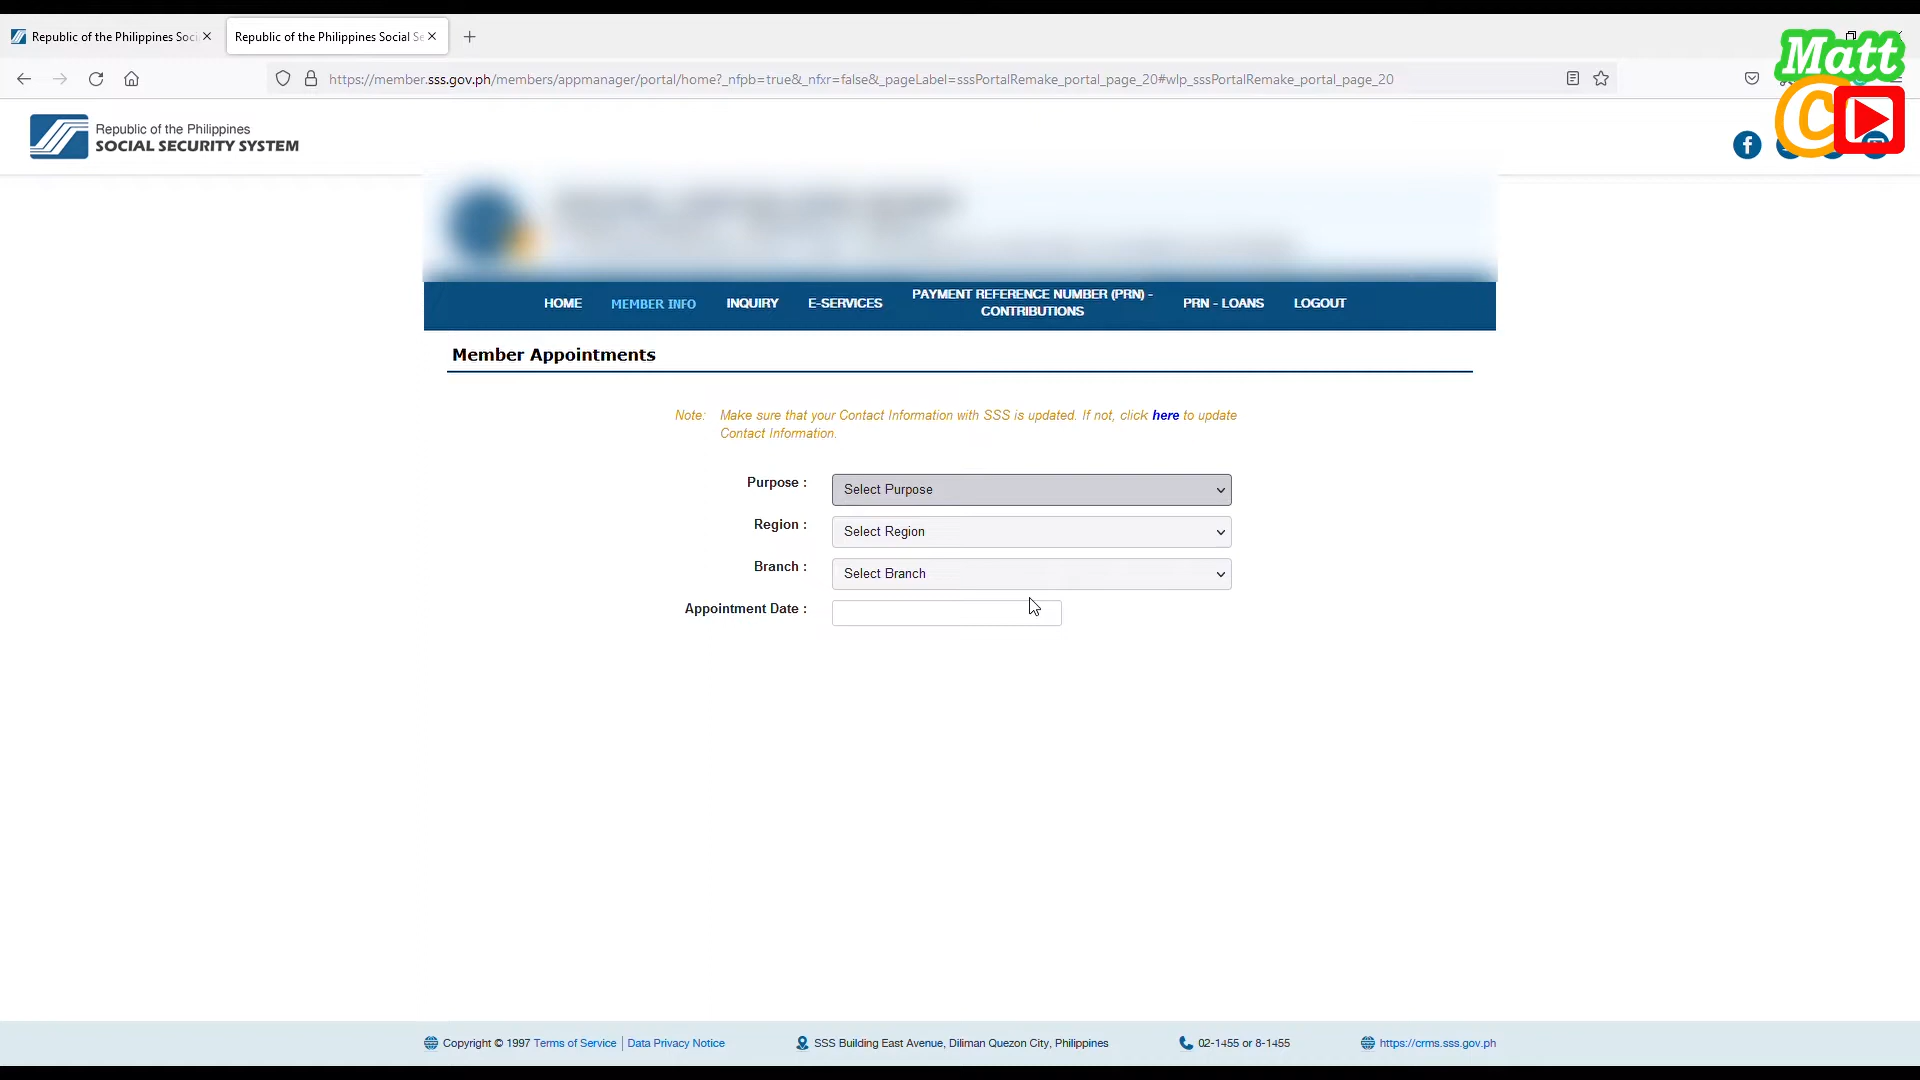 Republic of the Philippines Soci
Republic of the Philippines Social Se
https://member.sss.gov.ph/members/appmanager/portal/home?_nfpb=true&_nfxr=false&_pageLabel=sssPortalRemake_portal_page_20#wlp_sssPortalRemake_portal_page_20
Matt
C
Republic of the Philippines
SOCIAL SECURITY SYSTEM
HOME
MEMBER INFO
INQUIRY
E-SERVICES
PAYMENT REFERENCE NUMBER (PRN) -
CONTRIBUTIONS
PRN - LOANS
LOGOUT
Member Appointments
Note: Make sure that your Contact Information with SSS is updated. If not, click here to update
Contact Information.
Purpose : Select Purpose
Region : Select Region
Branch : Select Branch
Appointment Date :
Copyright © 1997 Terms of Service | Data Privacy Notice
SSS Building East Avenue, Diliman Quezon City, Philippines
02-1455 or 8-1455
https://crms.sss.gov.ph